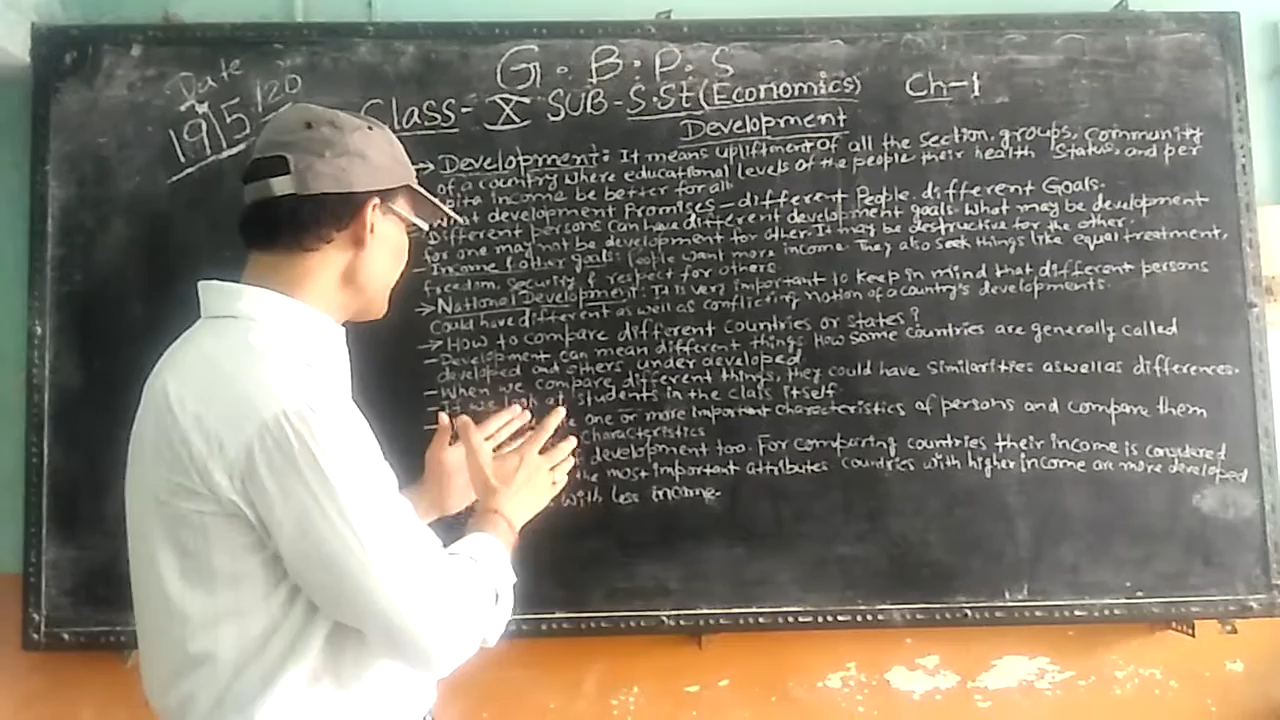 G.B.P.S
Date
19/5/20
Class- X SUB-S.St (Economics) Ch-1
Development
→ Development: It means upliftment of all the section, groups, Community
of a country where educational levels of the people their health Status, and per
pita income be better for all
what development Promises - different People, different Goals.
Different persons can have different development goals. What may be development
for one may not be development for other. It may be destructive for the other.
- Income & other goals: People want more income. They also seek things like equal treatment,
freedom, security & respect for others
→ National Development: It is very important to keep in mind that different persons
could have different as well as conflicting notion of a country's developments.
→ How to compare different countries or states?
- Development can mean different things How some countries are generally called
developed and others under developed
- When we compare different things, they could have similarities aswellas differences.
- we look at students in the class itself
one or more important characteristics of persons and compare them
characteristics
development too. For comparing countries their income is considered
the most important attributes countries with higher income are more developed
with less income.